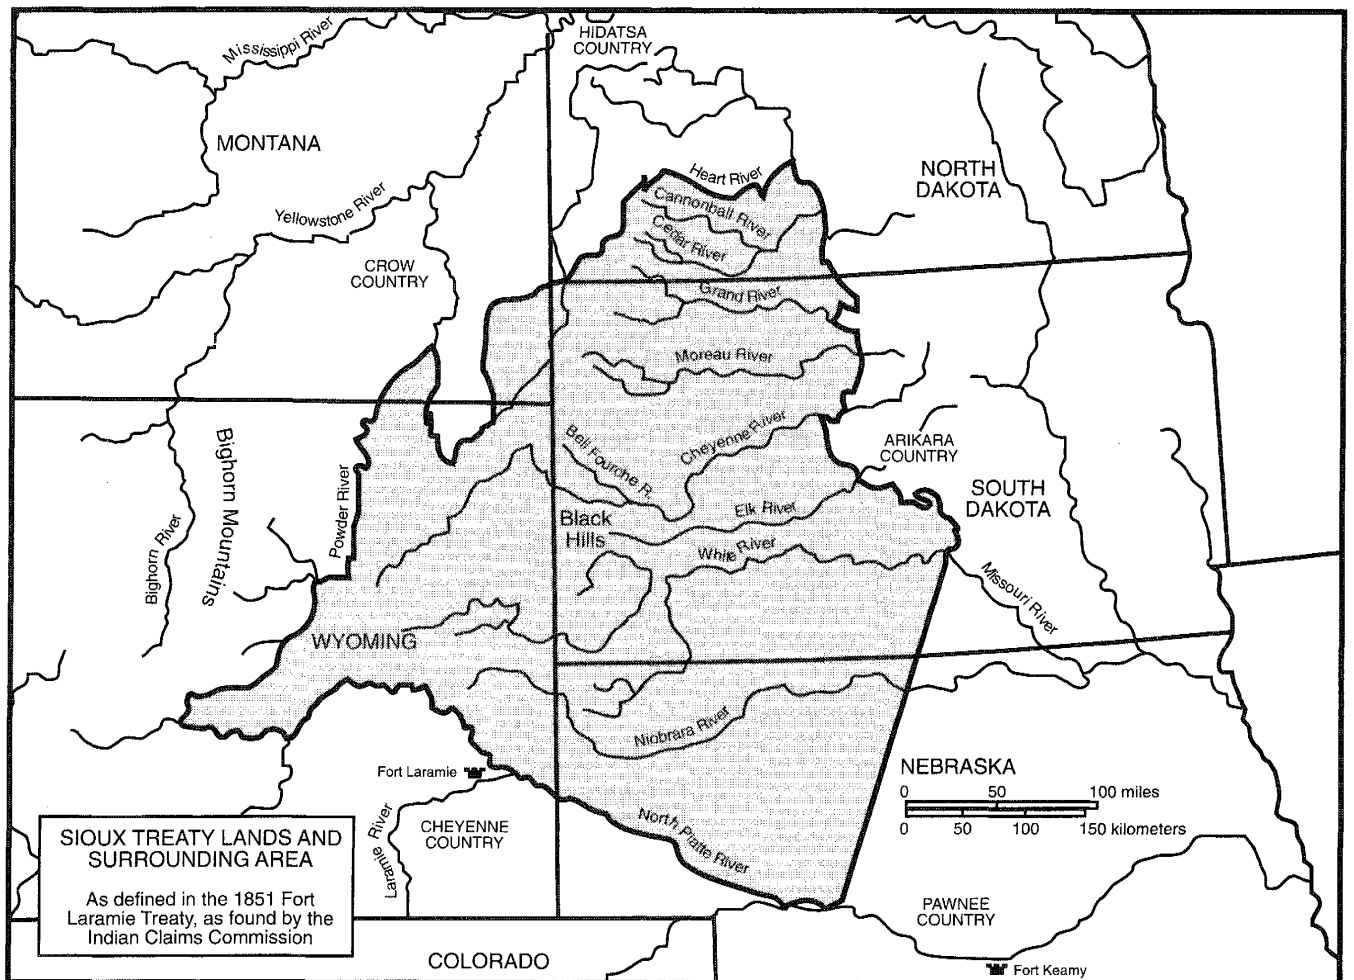 HIDATSA
COUNTRY
Mississippi River
MONTANA
Heart River
NORTH
DAKOTA
Yellowstone River
Cannonball River
Cedar River
CROW
COUNTRY
Grand River
Moreau River
Cheyenne River
Bell Fourche R.
ARIKARA
COUNTRY
Bighorn Mountains
Powder River
SOUTH
DAKOTA
Elk River
Black
Hills
Bighorn River
White River
Missouri River
WYOMING
Niobrara River
NEBRASKA
Fort Laramie
0 50 100 miles
0 50 100 150 kilometers
North Platte River
Laramie River
CHEYENNE
COUNTRY
SIOUX TREATY LANDS AND
SURROUNDING AREA
As defined in the 1851 Fort
Laramie Treaty, as found by the
Indian Claims Commission
PAWNEE
COUNTRY
COLORADO
Fort Kearny